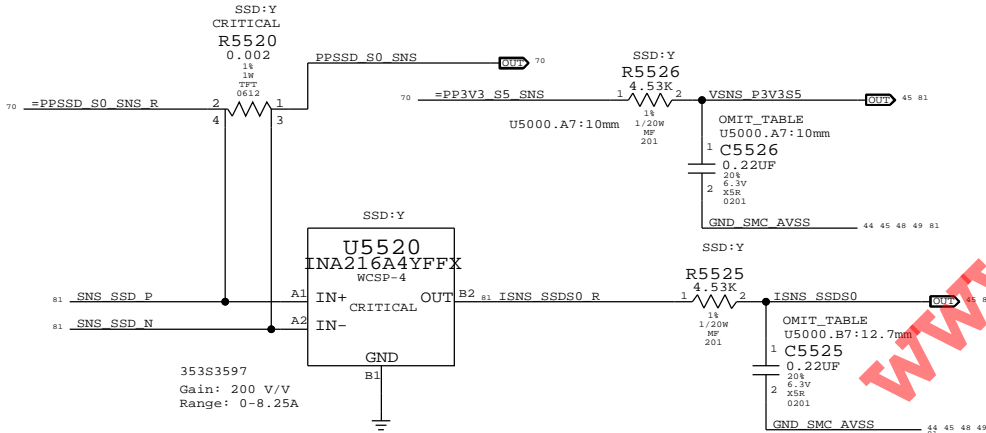 SSD:Y
CRITICAL
R5520
0.002
1%
1W
TFT
0612
70 =PPSSD_S0_SNS_R 2 1
4 3
PPSSD_S0_SNS OUT 70
SSD:Y
R5526
4.53K
70 =PP3V3_S5_SNS 1 2 VSNS_P3V3S5 OUT 45 81
U5000.A7:10mm
1%
1/20W
MF
201
OMIT_TABLE
U5000.A7:10mm
1 C5526
0.22UF
20%
2 6.3V
X5R
0201
GND_SMC_AVSS 44 45 48 49 81
SSD:Y
U5520
INA216A4YFFX
WCSP-4
81 SNS_SSD_P A1 IN+
CRITICAL
OUT B2 81 ISNS_SSDS0_R
81 SNS_SSD_N A2 IN-
GND
B1
353S3597
Gain: 200 V/V
Range: 0-8.25A
SSD:Y
R5525
4.53K
1 2 ISNS_SSDS0 OUT 45 8
1%
1/20W
MF
201
OMIT_TABLE
U5000.B7:12.7mm
1 C5525
0.22UF
20%
2 6.3V
X5R
0201
GND_SMC_AVSS 44 45 48 49
ww